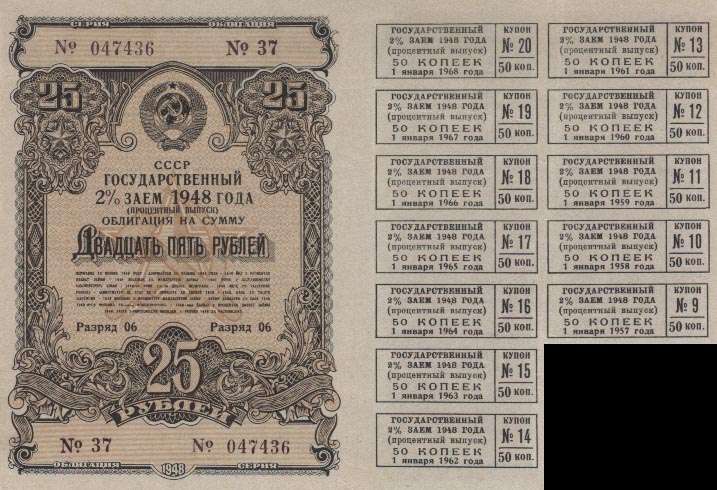 СЕРИЯ ОБЛИГАЦИЯ
№ 047436 № 37
25 25
СССР
ГОСУДАРСТВЕННЫЙ
2% ЗАЕМ 1948 ГОДА
(ПРОЦЕНТНЫЙ ВЫПУСК)
ОБЛИГАЦИЯ НА СУММУ
ДВАДЦАТЬ ПЯТЬ РУБЛЕЙ
Разряд 06 Разряд 06
25
РУБЛЕЙ
№ 37 № 047436
ОБЛИГАЦИЯ 1948 СЕРИЯ
ГОСУДАРСТВЕННЫЙ КУПОН
2% ЗАЕМ 1948 ГОДА № 20
(процентный выпуск)
50 КОПЕЕК 50 коп.
1 января 1968 года
ГОСУДАРСТВЕННЫЙ КУПОН
2% ЗАЕМ 1948 ГОДА № 19
(процентный выпуск)
50 КОПЕЕК 50 коп.
1 января 1967 года
ГОСУДАРСТВЕННЫЙ КУПОН
2% ЗАЕМ 1948 ГОДА № 18
(процентный выпуск)
50 КОПЕЕК 50 коп.
1 января 1966 года
ГОСУДАРСТВЕННЫЙ КУПОН
2% ЗАЕМ 1948 ГОДА № 17
(процентный выпуск)
50 КОПЕЕК 50 коп.
1 января 1965 года
ГОСУДАРСТВЕННЫЙ КУПОН
2% ЗАЕМ 1948 ГОДА № 16
(процентный выпуск)
50 КОПЕЕК 50 коп.
1 января 1964 года
ГОСУДАРСТВЕННЫЙ КУПОН
2% ЗАЕМ 1948 ГОДА № 15
(процентный выпуск)
50 КОПЕЕК 50 коп.
1 января 1963 года
ГОСУДАРСТВЕННЫЙ КУПОН
2% ЗАЕМ 1948 ГОДА № 14
(процентный выпуск)
50 КОПЕЕК 50 коп.
1 января 1962 года
ГОСУДАРСТВЕННЫЙ КУПОН
2% ЗАЕМ 1948 ГОДА № 13
(процентный выпуск)
50 КОПЕЕК 50 коп.
1 января 1961 года
ГОСУДАРСТВЕННЫЙ КУПОН
2% ЗАЕМ 1948 ГОДА № 12
(процентный выпуск)
50 КОПЕЕК 50 коп.
1 января 1960 года
ГОСУДАРСТВЕННЫЙ КУПОН
2% ЗАЕМ 1948 ГОДА № 11
(процентный выпуск)
50 КОПЕЕК 50 коп.
1 января 1959 года
ГОСУДАРСТВЕННЫЙ КУПОН
2% ЗАЕМ 1948 ГОДА № 10
(процентный выпуск)
50 КОПЕЕК 50 коп.
1 января 1958 года
ГОСУДАРСТВЕННЫЙ КУПОН
2% ЗАЕМ 1948 ГОДА № 9
(процентный выпуск)
50 КОПЕЕК 50 коп.
1 января 1957 года